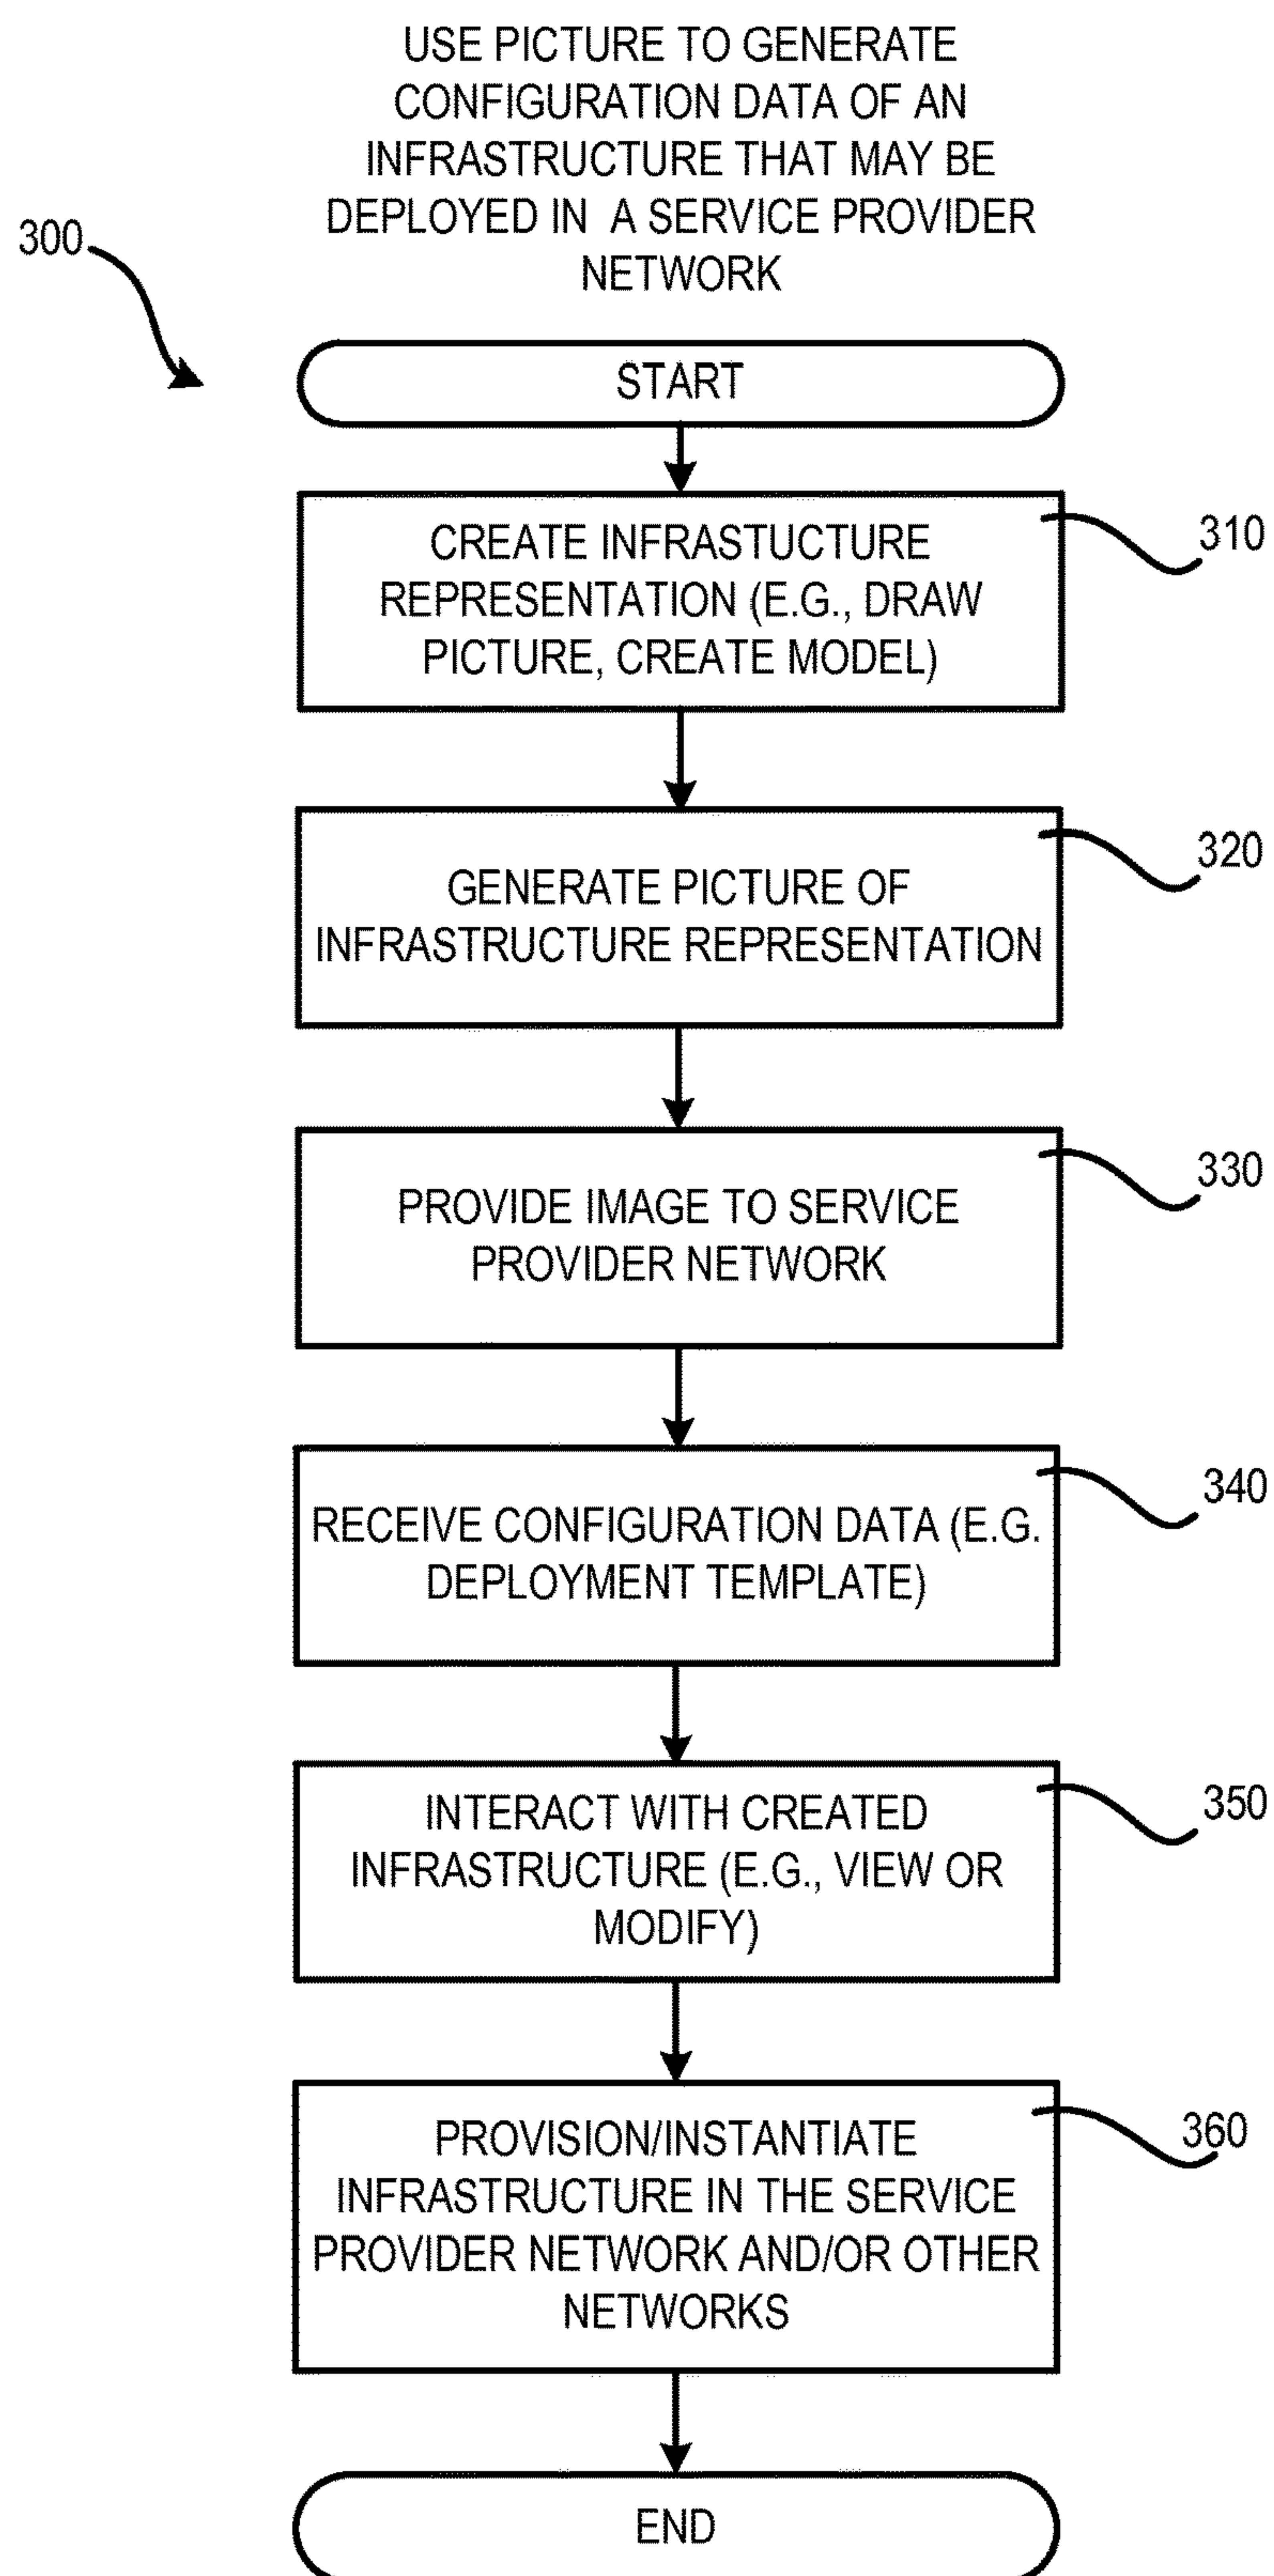 USE PICTURE TO GENERATE
CONFIGURATION DATA OF AN
INFRASTRUCTURE THAT MAY BE
DEPLOYED IN A SERVICE PROVIDER
NETWORK
300
START
CREATE INFRASTUCTURE
REPRESENTATION (E.G., DRAW
PICTURE, CREATE MODEL)
310
GENERATE PICTURE OF
INFRASTRUCTURE REPRESENTATION
320
PROVIDE IMAGE TO SERVICE
PROVIDER NETWORK
330
RECEIVE CONFIGURATION DATA (E.G.
DEPLOYMENT TEMPLATE)
340
INTERACT WITH CREATED
INFRASTRUCTURE (E.G., VIEW OR
MODIFY)
350
PROVISION/INSTANTIATE
INFRASTRUCTURE IN THE SERVICE
PROVIDER NETWORK AND/OR OTHER
NETWORKS
360
END